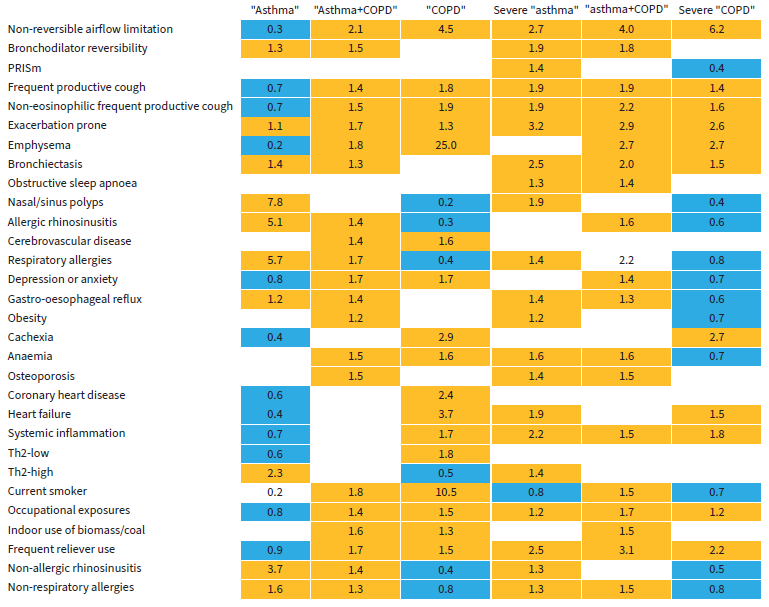 "Asthma" "Asthma+COPD" "COPD" Severe "asthma" "asthma+COPD" Severe "COPD"
Non-reversible airflow limitation 0.3 2.1 4.5 2.7 4.0 6.2
Bronchodilator reversibility 1.3 1.5 1.9 1.8
PRISm 1.4 0.4
Frequent productive cough 0.7 1.4 1.8 1.9 1.9 1.4
Non-eosinophilic frequent productive cough 0.7 1.5 1.9 1.9 2.2 1.6
Exacerbation prone 1.1 1.7 1.3 3.2 2.9 2.6
Emphysema 0.2 1.8 25.0 2.7 2.7
Bronchiectasis 1.4 1.3 2.5 2.0 1.5
Obstructive sleep apnoea 1.3 1.4
Nasal/sinus polyps 7.8 0.2 1.9 0.4
Allergic rhinosinusitis 5.1 1.4 0.3 1.6 0.6
Cerebrovascular disease 1.4 1.6
Respiratory allergies 5.7 1.7 0.4 1.4 2.2 0.8
Depression or anxiety 0.8 1.7 1.7 1.4 0.7
Gastro-oesophageal reflux 1.2 1.4 1.4 1.3 0.6
Obesity 1.2 1.2 0.7
Cachexia 0.4 2.9 2.7
Anaemia 1.5 1.6 1.6 1.6 0.7
Osteoporosis 1.5 1.4 1.5
Coronary heart disease 0.6 2.4
Heart failure 0.4 3.7 1.9 1.5
Systemic inflammation 0.7 1.7 2.2 1.5 1.8
Th2-low 0.6 1.8
Th2-high 2.3 0.5 1.4
Current smoker 0.2 1.8 10.5 0.8 1.5 0.7
Occupational exposures 0.8 1.4 1.5 1.2 1.7 1.2
Indoor use of biomass/coal 1.6 1.3 1.5
Frequent reliever use 0.9 1.7 1.5 2.5 3.1 2.2
Non-allergic rhinosinusitis 3.7 1.4 0.4 1.3 0.5
Non-respiratory allergies 1.6 1.3 0.8 1.3 1.5 0.8